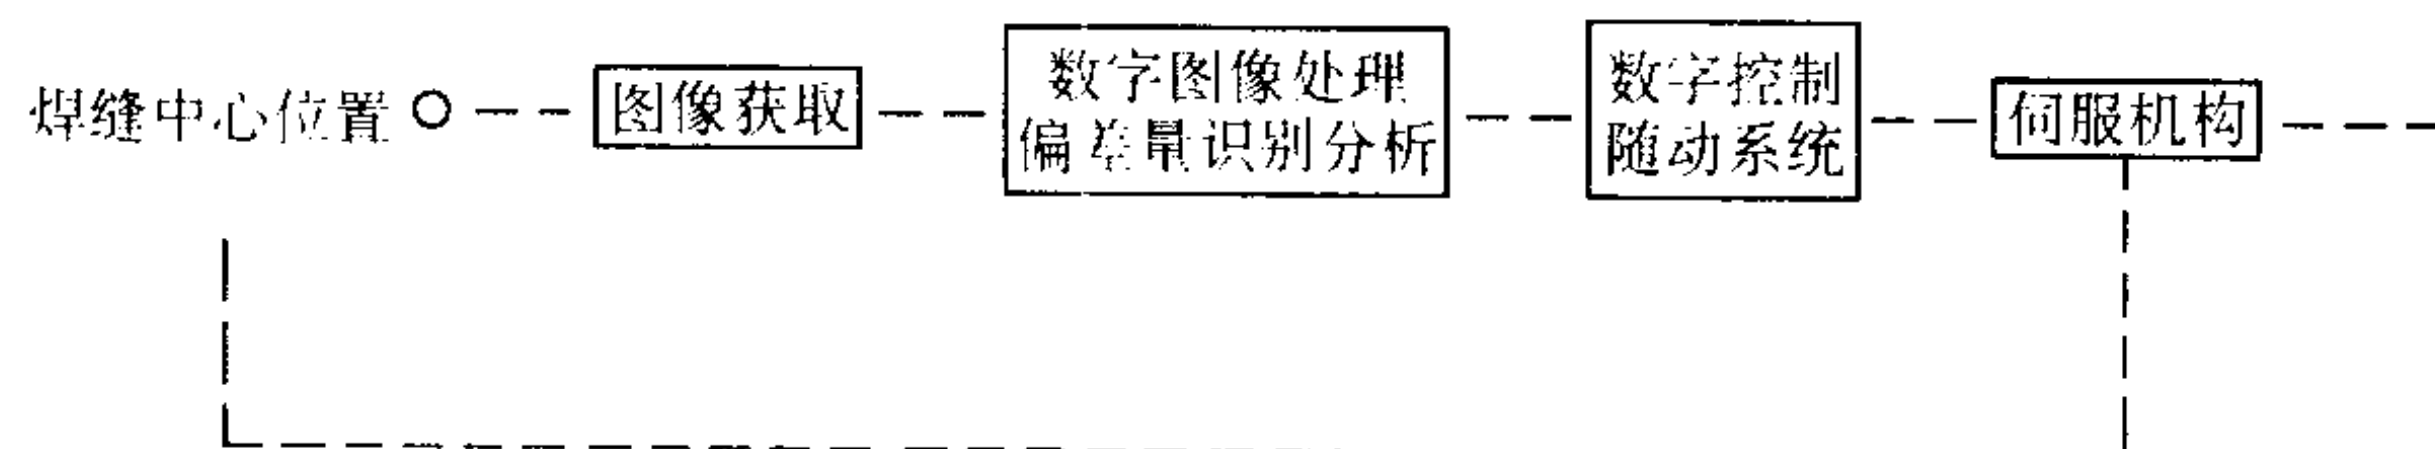 焊缝中心位置
图像获取
数字图像处理
偏差量识别分析
数字控制
随动系统
伺服机构